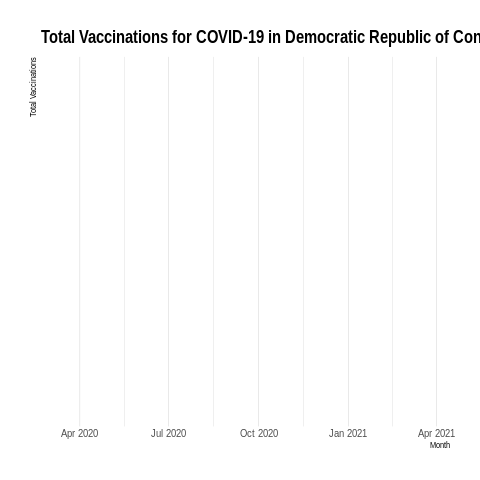 Total Vaccinations for COVID-19 in Democratic Republic of Con
Total Vaccinations
Apr 2020
Jul 2020
Oct 2020
Jan 2021
Apr 2021
Month